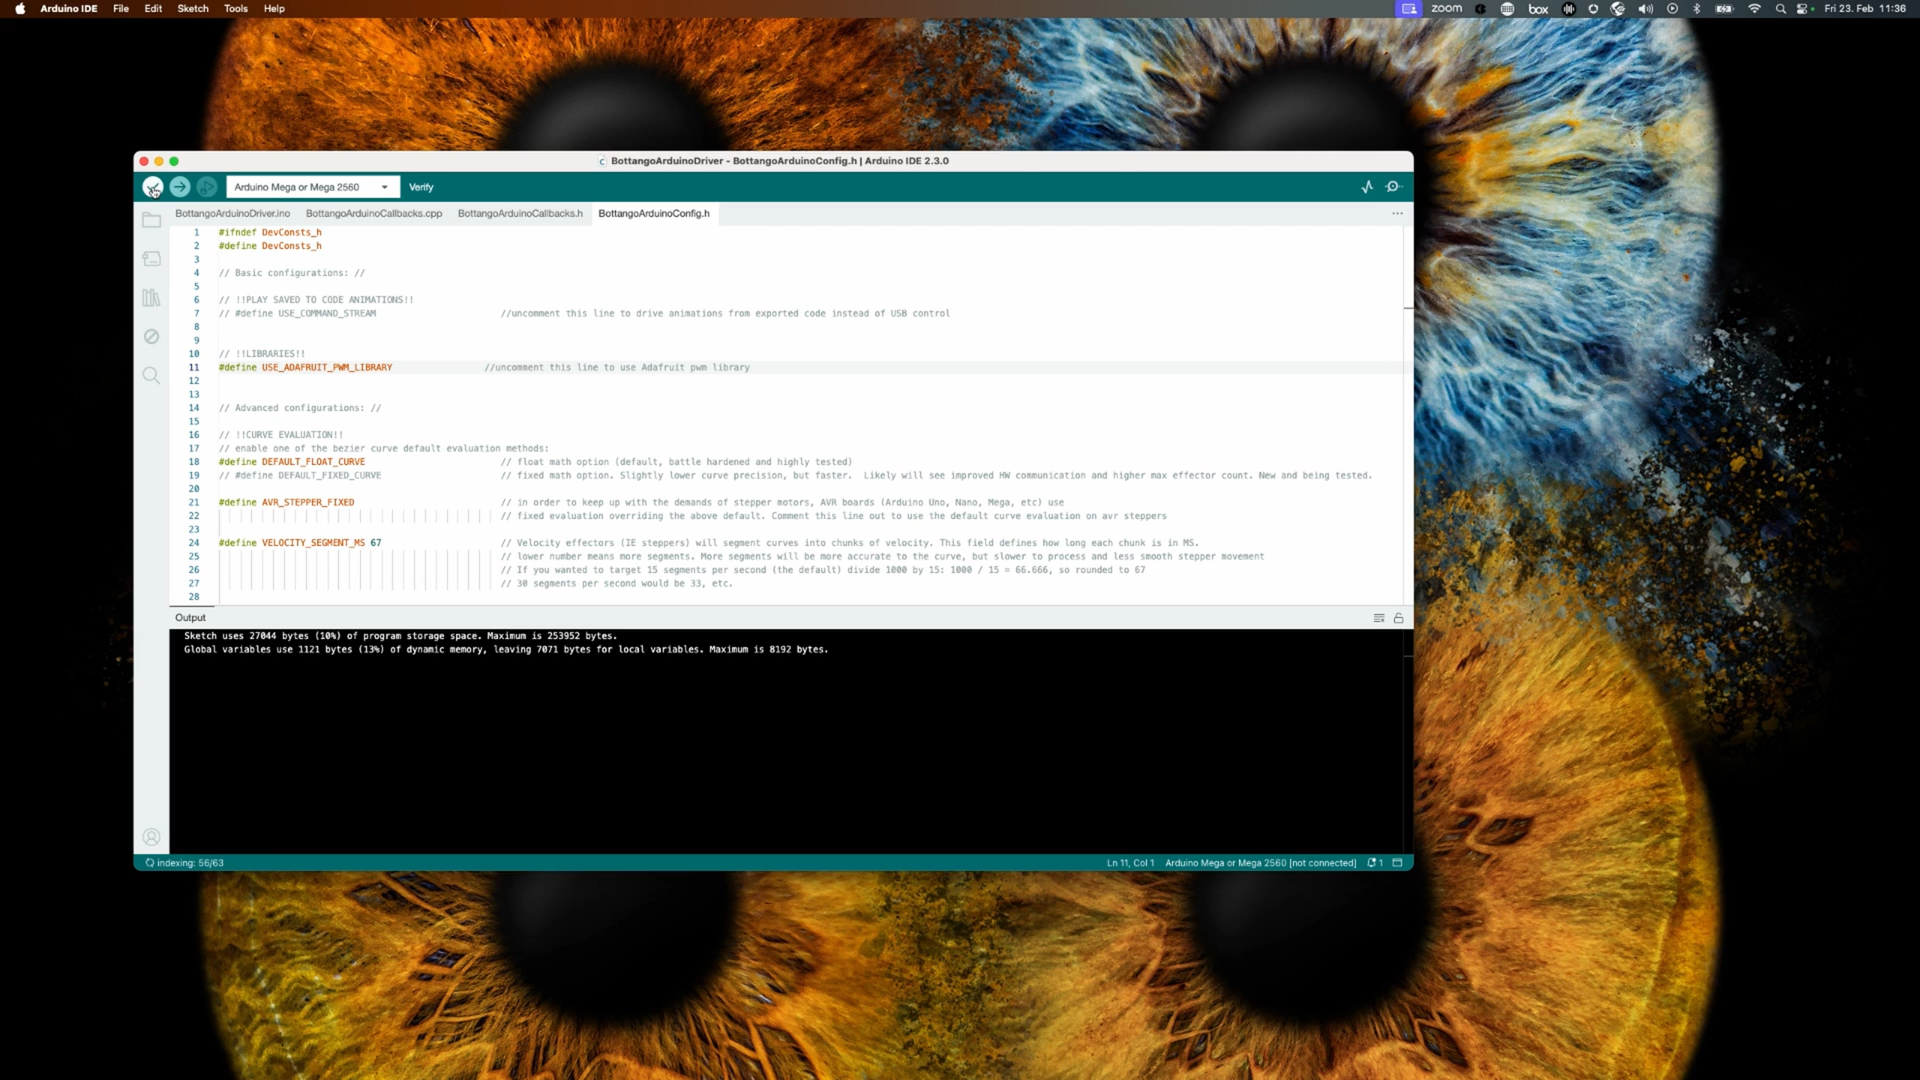 Arduino IDE File Edit Sketch Tools Help zoom box Fri 23. Feb 11:36
BottangoArduinoDriver - BottangoArduinoConfig.h | Arduino IDE 2.3.0
Arduino Mega or Mega 2560 Verify
BottangoArduinoDriver.ino BottangoArduinoCallbacks.cpp BottangoArduinoCallbacks.h BottangoArduinoConfig.h
1 #ifndef DevConsts_h
2 #define DevConsts_h
3
4 // Basic configurations: //
5
6 // !!PLAY SAVED TO CODE ANIMATIONS!!
7 // #define USE_COMMAND_STREAM //uncomment this line to drive animations from exported code instead of USB control
8
9
10 // !!LIBRARIES!!
11 #define USE_ADAFRUIT_PWM_LIBRARY //uncomment this line to use Adafruit pwm library
12
13
14 // Advanced configurations: //
15
16 // !!CURVE EVALUATION!!
17 // enable one of the bezier curve default evaluation methods:
18 #define DEFAULT_FLOAT_CURVE // float math option (default, battle hardened and highly tested)
19 // #define DEFAULT_FIXED_CURVE // fixed math option. Slightly lower curve precision, but faster. Likely will see improved HW communication and higher max effector count. New and being tested.
20
21 #define AVR_STEPPER_FIXED // in order to keep up with the demands of stepper motors, AVR boards (Arduino Uno, Nano, Mega, etc) use
22 // fixed evaluation overriding the above default. Comment this line out to use the default curve evaluation on avr steppers
23
24 #define VELOCITY_SEGMENT_MS 67 // Velocity effectors (IE steppers) will segment curves into chunks of velocity. This field defines how long each chunk is in MS.
25 // lower number means more segments. More segments will be more accurate to the curve, but slower to process and less smooth stepper movement
26 // If you wanted to target 15 segments per second (the default) divide 1000 by 15: 1000 / 15 = 66.666, so rounded to 67
27 // 30 segments per second would be 33, etc.
28
Output
Sketch uses 27044 bytes (10%) of program storage space. Maximum is 253952 bytes.
Global variables use 1121 bytes (13%) of dynamic memory, leaving 7071 bytes for local variables. Maximum is 8192 bytes.
indexing: 56/63 Ln 11, Col 1 Arduino Mega or Mega 2560 [not connected] 1